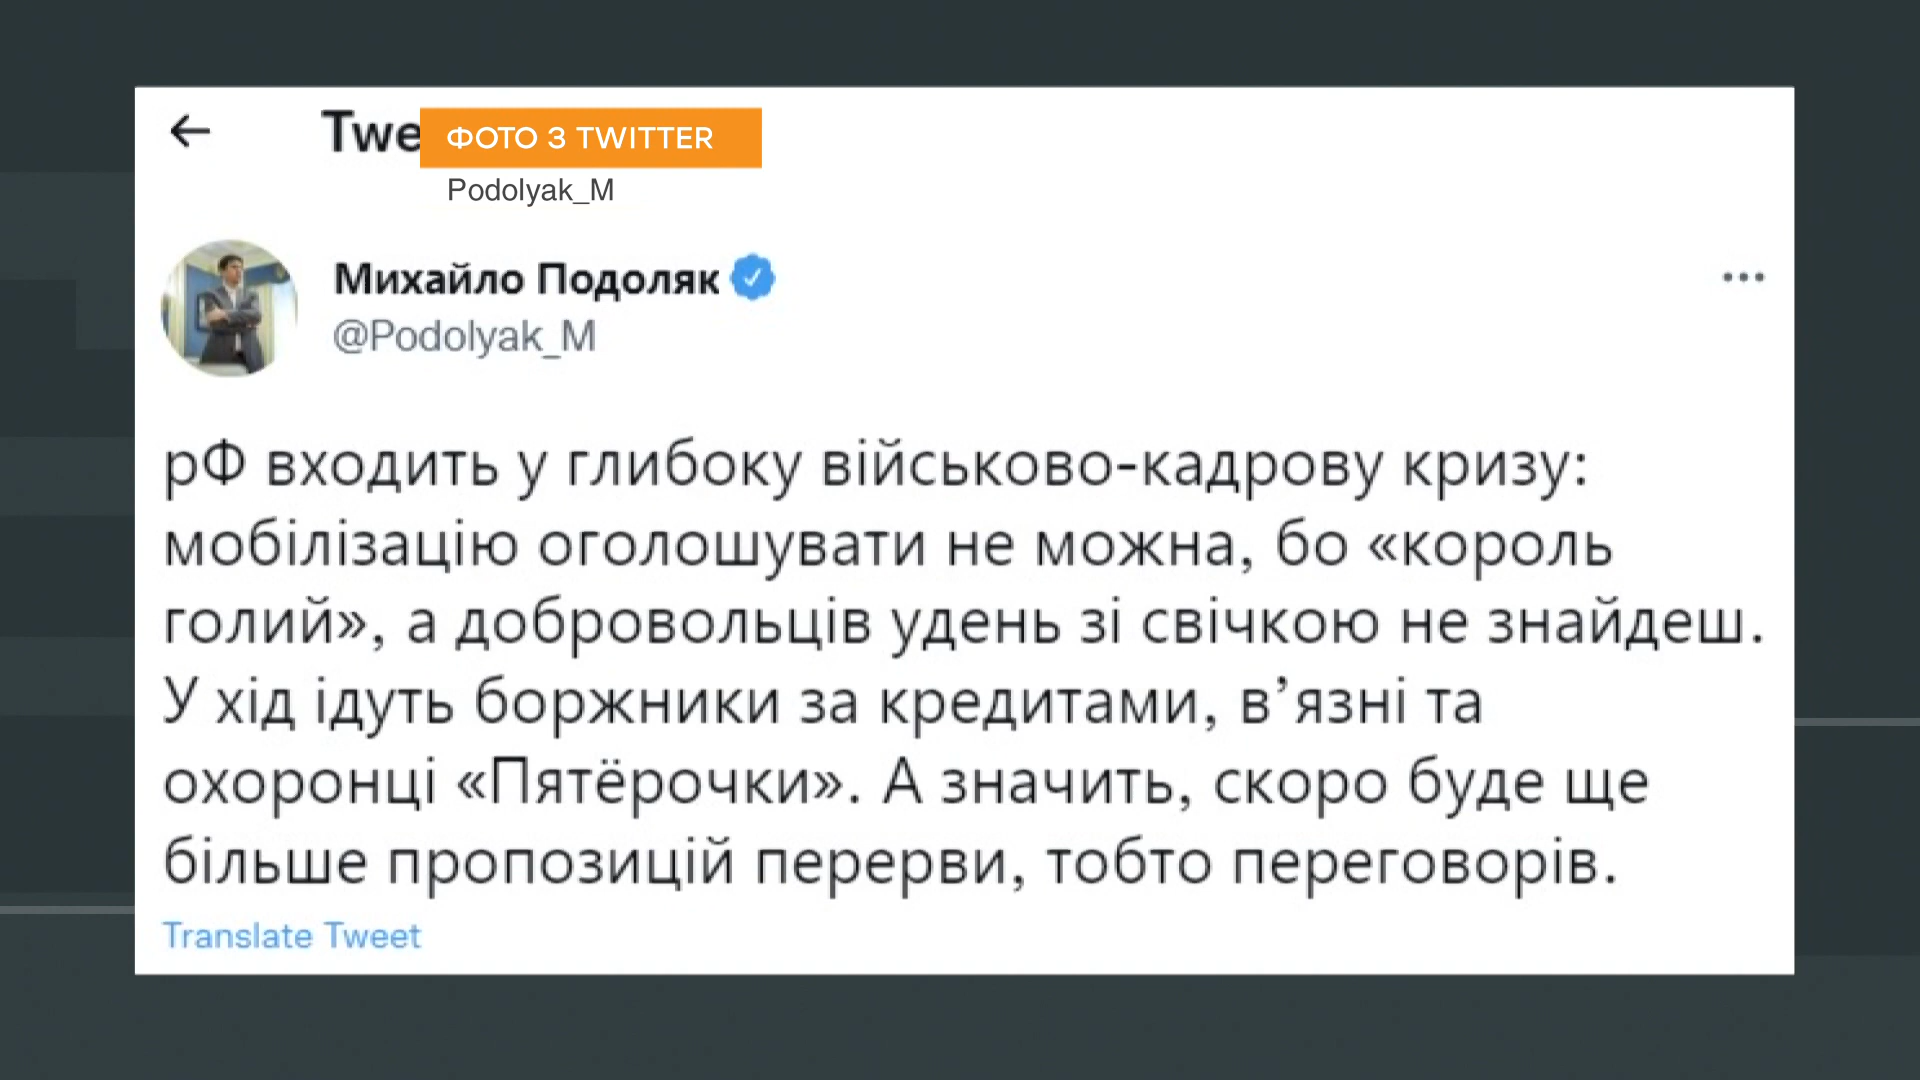 Twe
ФОТО З TWITTER
Podolyak_M
Михайло Подоляк
@Podolyak_M
рФ входить у глибоку військово-кадрову кризу:
мобілізацію оголошувати не можна, бо «король
голий», а добровольців удень зі свічкою не знайдеш.
У хід ідуть боржники за кредитами, в’язні та
охоронці «Пятёрочки». А значить, скоро буде ще
більше пропозицій перерви, тобто переговорів.
Translate Tweet